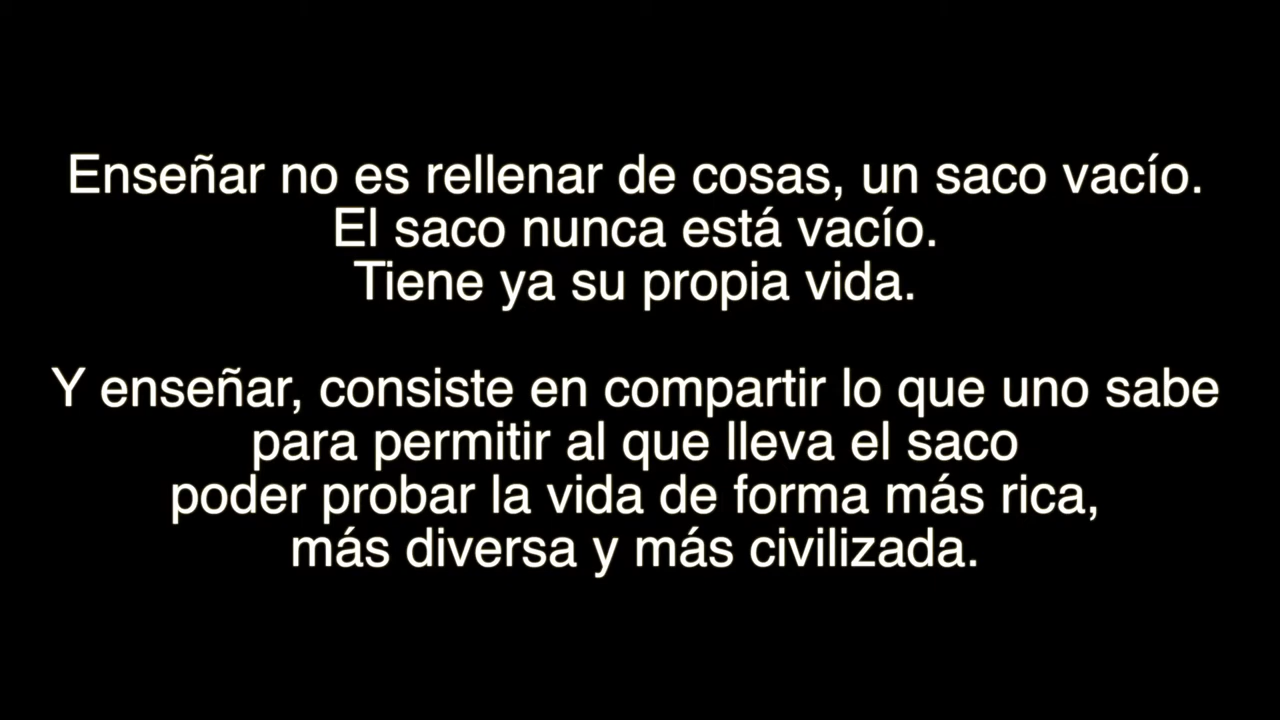 Enseñar no es rellenar de cosas, un saco vacío.
El saco nunca está vacío.
Tiene ya su propia vida.
Y enseñar, consiste en compartir lo que uno sabe
para permitir al que lleva el saco
poder probar la vida de forma más rica,
más diversa y más civilizada.